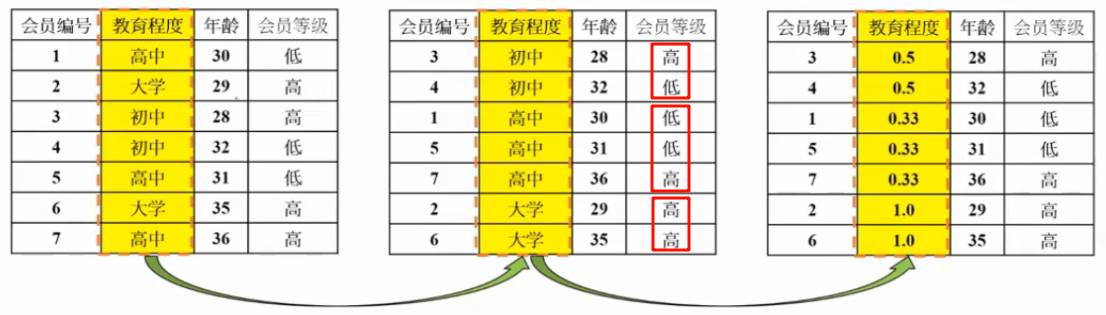 会员编号 教育程度 年龄 会员等级
1 高中 30 低
2 大学 29 高
3 初中 28 高
4 初中 32 低
5 高中 31 低
6 大学 35 高
7 高中 36 高
会员编号 教育程度 年龄 会员等级
3 初中 28 高
4 初中 32 低
1 高中 30 低
5 高中 31 低
7 高中 36 高
2 大学 29 高
6 大学 35 高
会员编号 教育程度 年龄 会员等级
3 0.5 28 高
4 0.5 32 低
1 0.33 30 低
5 0.33 31 低
7 0.33 36 高
2 1.0 29 高
6 1.0 35 高